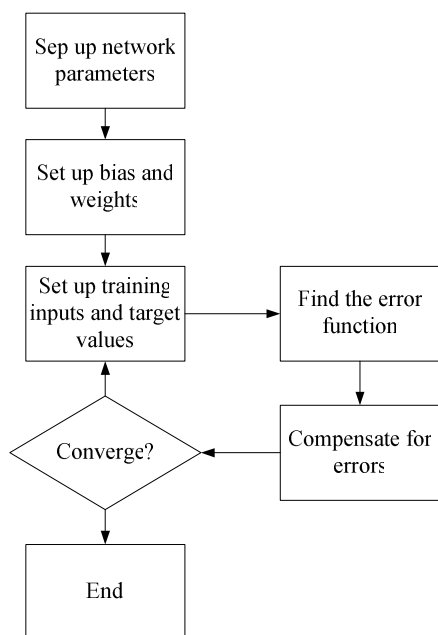 Sep up network
parameters
Set up bias and
weights
Set up training
inputs and target
values
Find the error
function
Compensate for
errors
Converge?
End